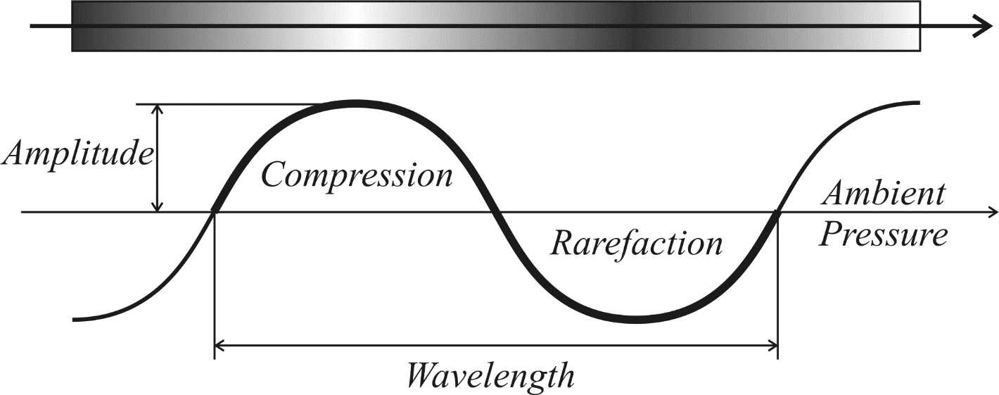 Amplitude
Compression
Ambient
Pressure
Rarefaction
Wavelength